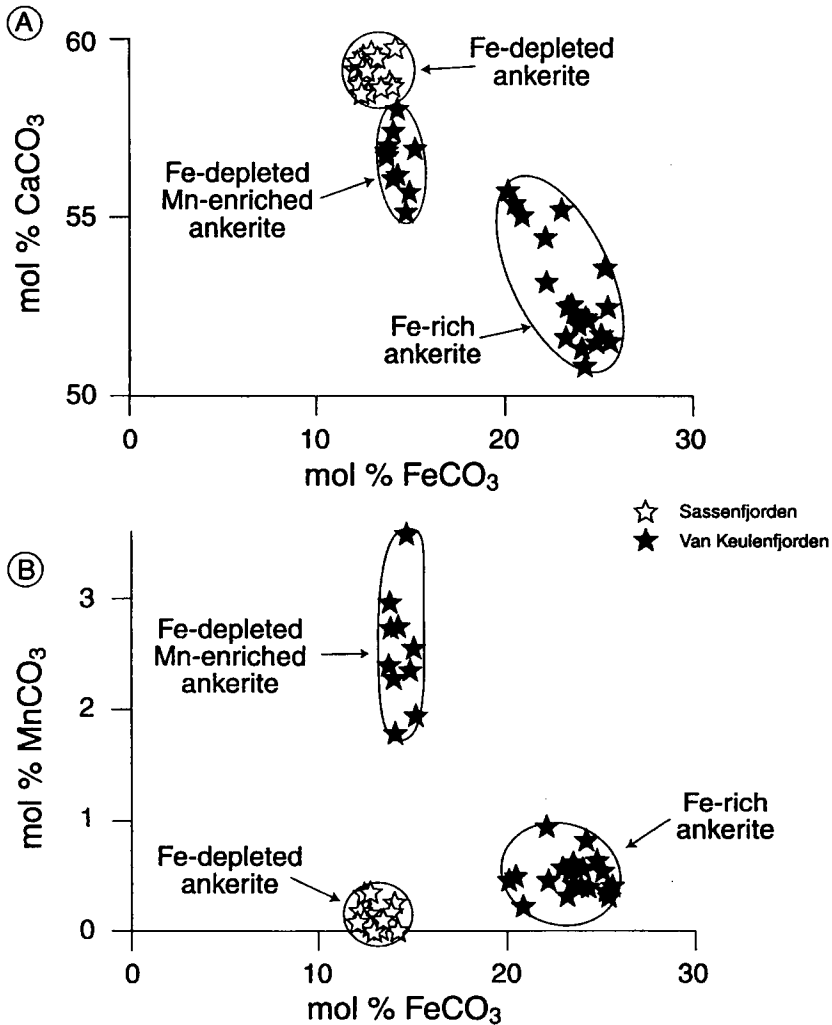 A
60
55
50
mol % CaCO3
Fe-depleted
ankerite
Fe-depleted
Mn-enriched
ankerite
Fe-rich
ankerite
0
10
20
30
mol % FeCO3
Sassenfjorden
Van Keulenfjorden
B
3
2
1
0
mol % MnCO3
Fe-depleted
Mn-enriched
ankerite
Fe-rich
ankerite
Fe-depleted
ankerite
0
10
20
30
mol % FeCO3